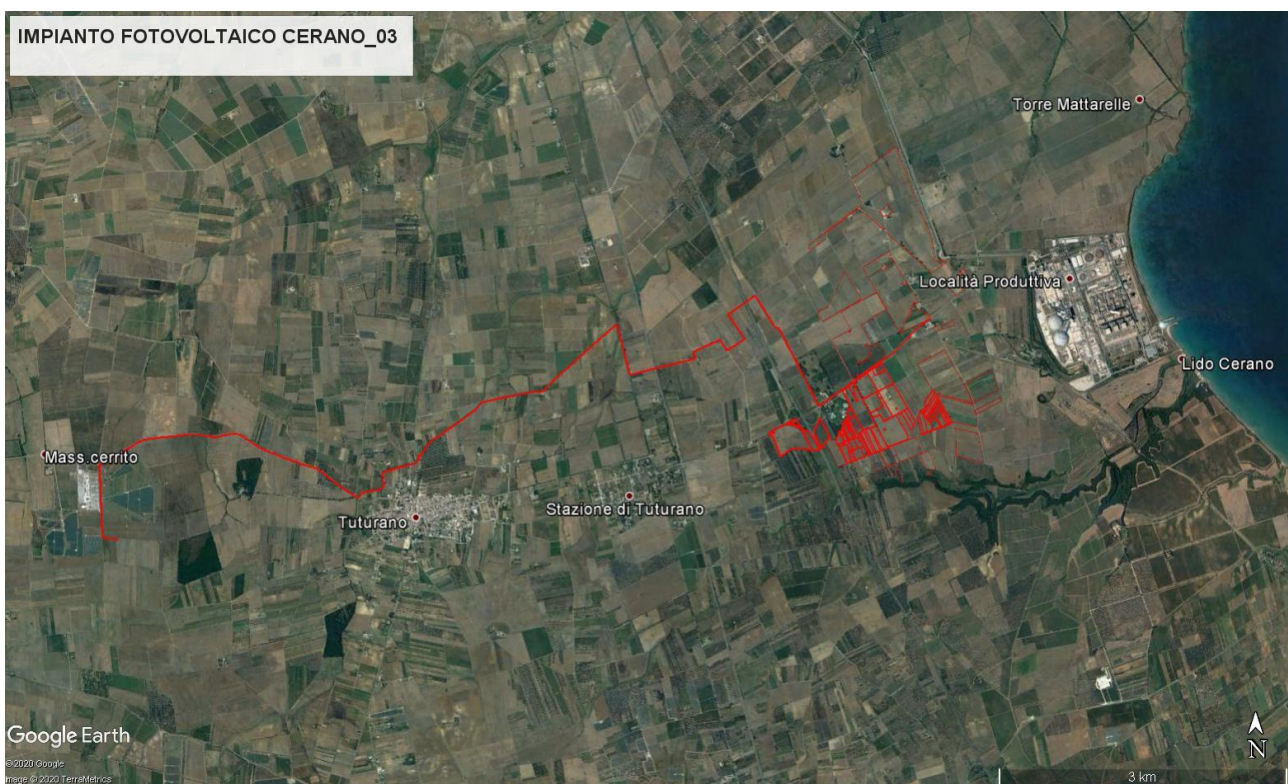 IMPIANTO FOTOVOLTAICO CERANO_03
Torre Mattarelle
Località Produttiva
Lido Cerano
Mass.cerrito
Stazione di Tuturano
Tuturano
Google Earth
N
©2020 Google
Image © 2020 TerraMetrics
3 km